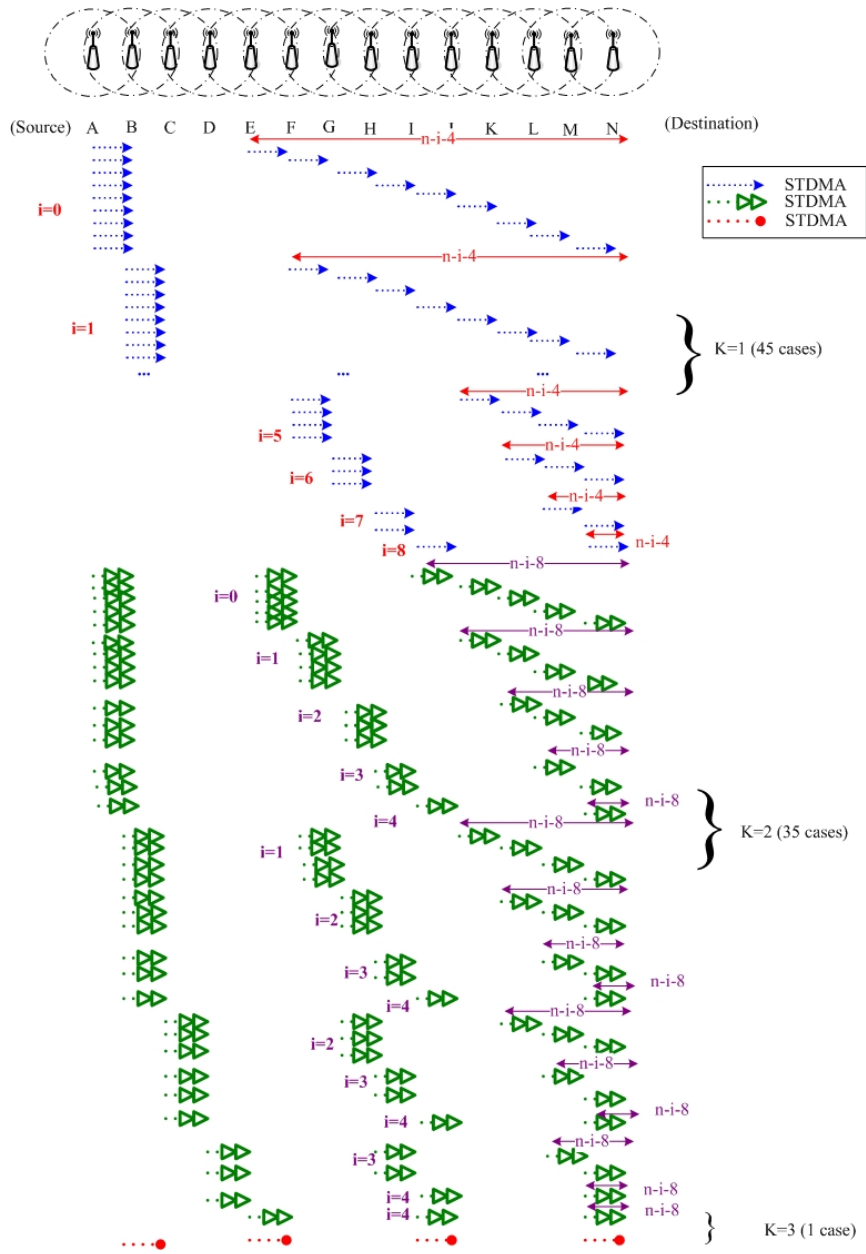 (Source) A B C D E F G H I J K L M N (Destination)
n-i-4
STDMA
STDMA
STDMA
i=0
n-i-4
i=1
K=1 (45 cases)
... ... ...
n-i-4
i=5
n-i-4
i=6
n-i-4
i=7
n-i-4
i=8
n-i-8
i=0
n-i-8
i=1
n-i-8
i=2
n-i-8
i=3
n-i-8
i=4
n-i-8
K=2 (35 cases)
i=1
n-i-8
i=2
n-i-8
i=3
n-i-8
i=4
n-i-8
i=2
n-i-8
i=3
n-i-8
i=4
n-i-8
i=3
n-i-8
i=4
n-i-8
i=4
K=3 (1 case)